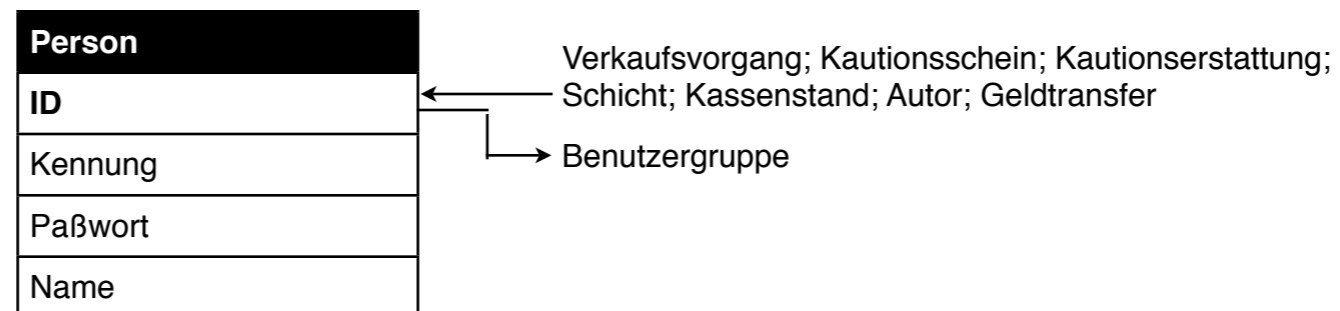 Person
ID
Verkaufsvorgang; Kautionsschein; Kautionserstattung;
Schicht; Kassenstand; Autor; Geldtransfer
Benutzergruppe
Kennung
Paßwort
Name